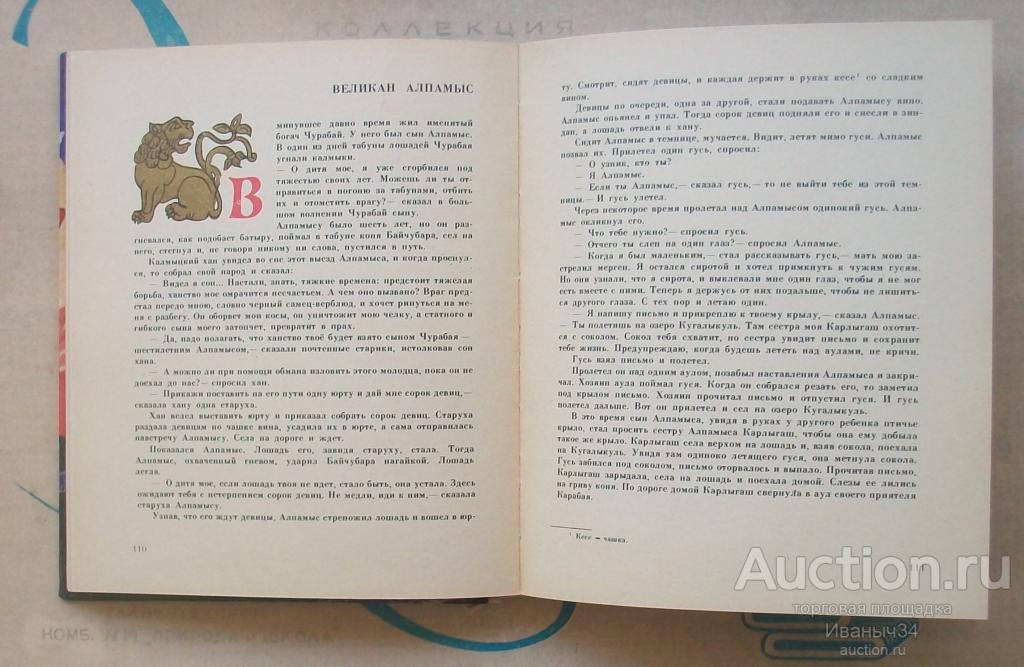 КОЛЛЕКЦИЯ
ВЕЛИКАН АЛПАМЫС
В
минувшее давно время жил именитый
богач Чурабай. У него был сын Алпамыс.
В один из дней табуны лошадей Чурабая
угнали калмыки.
— О дитя мое, я уже сгорбился под
тяжестью своих лет. Можешь ли ты от-
правиться в погоню за табунами, отбить
их и отомстить врагу?— сказал в боль-
шом волнении Чурабай сыну.
Алпамысу было шесть лет, но он раз-
гневался, как подобает батыру, поймал в табуне коня Байчубара, сел на
него, стегнул и, не говоря никому ни слова, пустился в путь.
Калмыцкий хан увидел во сне этот выезд Алпамыса, и когда проснул-
ся, то собрал свой народ и сказал:
— Видел я сон... Настали, знать, тяжкие времена: предстоит тяжелая
борьба, ханство мое омрачится несчастьем. А чем оно вызвано? Враг пред-
стал передо мною, словно черный самец-верблюд, и хочет ринуться на ме-
ня с разбегу. Он оборвет мои косы, он уничтожит мою челку, а статного и
гибкого сына моего затопчет, превратит в прах.
— Да, надо полагать, что ханство твоё будет взято сыном Чурабая —
шестилетним Алпамысом,— сказали почтенные старики, истолковав сон
хана.
— А можно ли при помощи обмана изловить этого молодца, пока он не
доехал до нас?— спросил хан.
— Прикажи поставить на его пути одну юрту и дай мне сорок девиц,—
сказала хану одна старуха.
Хан велел выставить юрту и приказал собрать сорок девиц. Старуха
раздала девицам по чашке вина, усадила их в юрте, а сама отправилась
навстречу Алпамысу. Села на дороге и ждет.
Показался Алпамыс. Лошадь его, завидя старуху, стала. Тогда
Алпамыс, охваченный гневом, ударил Байчубара нагайкой. Лошадь
легла.
— О дитя мое, если лошадь твоя не идет, стало быть, она устала. Здесь
ожидают тебя с нетерпением сорок девиц. Не медли, иди к ним,— сказала
старуха Алпамысу.
Узнав, что его ждут девицы, Алпамыс стреножил лошадь и вошел в юр-
110
ту. Смотрит, сидят девицы, и каждая держит в руках кесе¹ со сладким
вином.
Девицы по очереди, одна за другой, стали подавать Алпамысу вино.
Алпамыс опьянел и упал. Тогда сорок девиц подняли его и снесли в зин-
дан, а лошадь отвели к хану.
Сидит Алпамыс в темнице, мучается. Видит, летят мимо гуси. Алпамыс
позвал их. Прилетел один гусь, спросил:
— О узник, кто ты?
— Я Алпамыс.
— Если ты Алпамыс,— сказал гусь,— то не выйти тебе из этой тем-
ницы.— И гусь улетел.
Через некоторое время пролетал над Алпамысом одинокий гусь. Алпа-
мыс окликнул его.
— Что тебе нужно?— спросил гусь.
— Отчего ты слеп на один глаз?— спросил Алпамыс.
— Когда я был маленьким,— стал рассказывать гусь,— мать мою за-
стрелил мерген. Я остался сиротой и хотел примкнуть к чужим гусям.
Но они узнали, что я сирота, и выклевали мне один глаз, чтобы я не мог
есть вместе с ними. Теперь я держусь от них подальше, чтобы не лишить-
ся другого глаза. С тех пор и летаю один.
— Я напишу письмо и прикреплю к твоему крылу,— сказал Алпамыс.
— Ты полетишь на озеро Кугалыкуль. Там сестра моя Карлыгаш охотит-
ся с соколом. Сокол тебя схватит, но сестра увидит письмо и сохранит
тебе жизнь. Предупреждаю, когда будешь лететь над аулами, не кричи.
Гусь взял письмо и полетел.
Пролетел он над одним аулом, позабыл наставления Алпамыса и закри-
чал. Хозяин аула поймал гуся. Когда он собрался резать его, то заметил
под крылом письмо. Хозяин прочитал письмо и отпустил гуся. И гусь
полетел дальше. Вот он прилетел и сел на озеро Кугалыкуль.
В это время сын Алпамыса, увидя в руках у другого ребенка птичье
крыло, стал просить сестру Алпамыса Карлыгаш, чтобы она ему добыла
такое же крыло. Карлыгаш села верхом на лошадь и, взяв сокола, поехала
на Кугалыкуль. Увидя там одиноко летящего гуся, она метнула сокола.
Гусь забился под соколом, письмо оторвалось и выпало. Прочитав письмо,
Карлыгаш зарыдала, села на лошадь и поехала домой. Слезы ее лились
на гриву коня. По дороге домой Карлыгаш свернула в аул своего приятеля
Карабая.
¹ Кесе — чашка.
111
Auction.ru
торговая площадка
Иваныч34
auction.ru